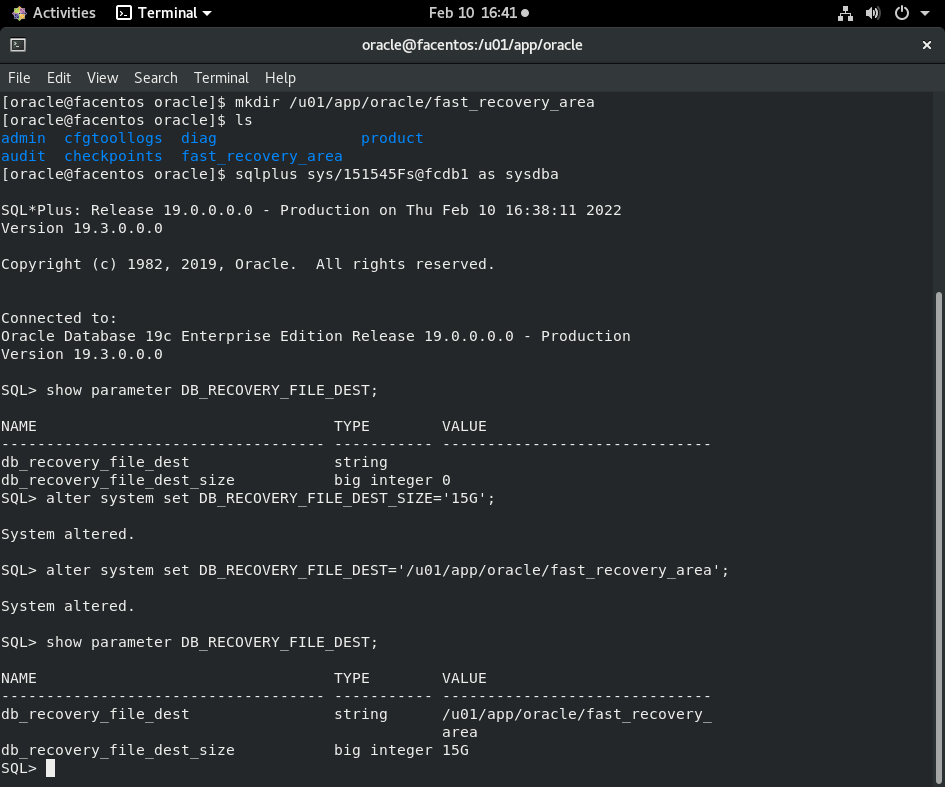 Activities Terminal Feb 10 16:41
oracle@facentos:/u01/app/oracle
File Edit View Search Terminal Help
[oracle@facentos oracle]$ mkdir /u01/app/oracle/fast_recovery_area
[oracle@facentos oracle]$ ls
admin  cfgtoollogs  diag                product
audit  checkpoints  fast_recovery_area
[oracle@facentos oracle]$ sqlplus sys/151545Fs@fcdb1 as sysdba
SQL*Plus: Release 19.0.0.0.0 - Production on Thu Feb 10 16:38:11 2022
Version 19.3.0.0.0
Copyright (c) 1982, 2019, Oracle.  All rights reserved.
Connected to:
Oracle Database 19c Enterprise Edition Release 19.0.0.0.0 - Production
Version 19.3.0.0.0
SQL> show parameter DB_RECOVERY_FILE_DEST;
NAME                                 TYPE        VALUE
------------------------------------ ----------- ------------------------------
db_recovery_file_dest                string
db_recovery_file_dest_size           big integer 0
SQL> alter system set DB_RECOVERY_FILE_DEST_SIZE='15G';
System altered.
SQL> alter system set DB_RECOVERY_FILE_DEST='/u01/app/oracle/fast_recovery_area';
System altered.
SQL> show parameter DB_RECOVERY_FILE_DEST;
NAME                                 TYPE        VALUE
------------------------------------ ----------- ------------------------------
db_recovery_file_dest                string      /u01/app/oracle/fast_recovery_
                                                 area
db_recovery_file_dest_size           big integer 15G
SQL>